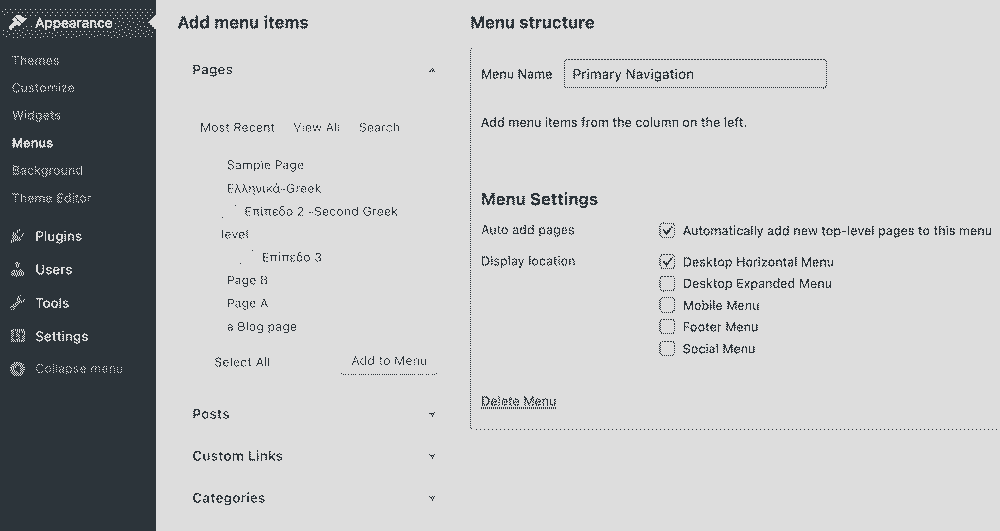 Appearance
Themes
Customize
Widgets
Menus
Background
Theme Editor
Plugins
Users
Tools
Settings
Collapse menu
Add menu items
Pages
Most Recent View All Search
Sample Page
Ελληνικά-Greek
Επίπεδο 2 -Second Greek
level
Επίπεδο 3
Page B
Page A
a Blog page
Select All Add to Menu
Posts
Custom Links
Categories
Menu structure
Menu Name Primary Navigation
Add menu items from the column on the left.
Menu Settings
Auto add pages Automatically add new top-level pages to this menu
Display location Desktop Horizontal Menu
Desktop Expanded Menu
Mobile Menu
Footer Menu
Social Menu
Delete Menu